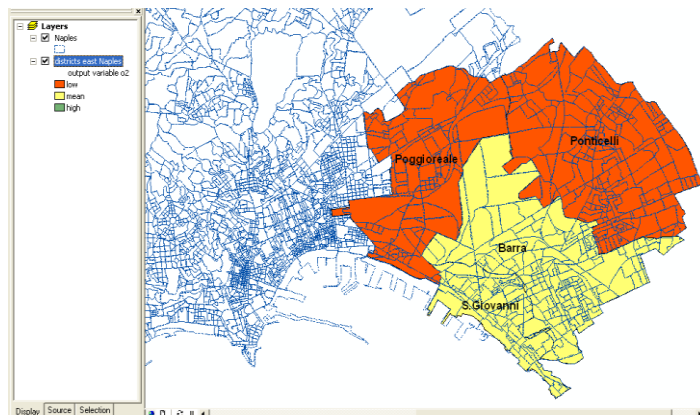 Layers
Naples
districts east Naples
output variable o2
low
mean
high
Poggioreale
Ponticelli
Barra
S.Giovanni
Display Source Selection